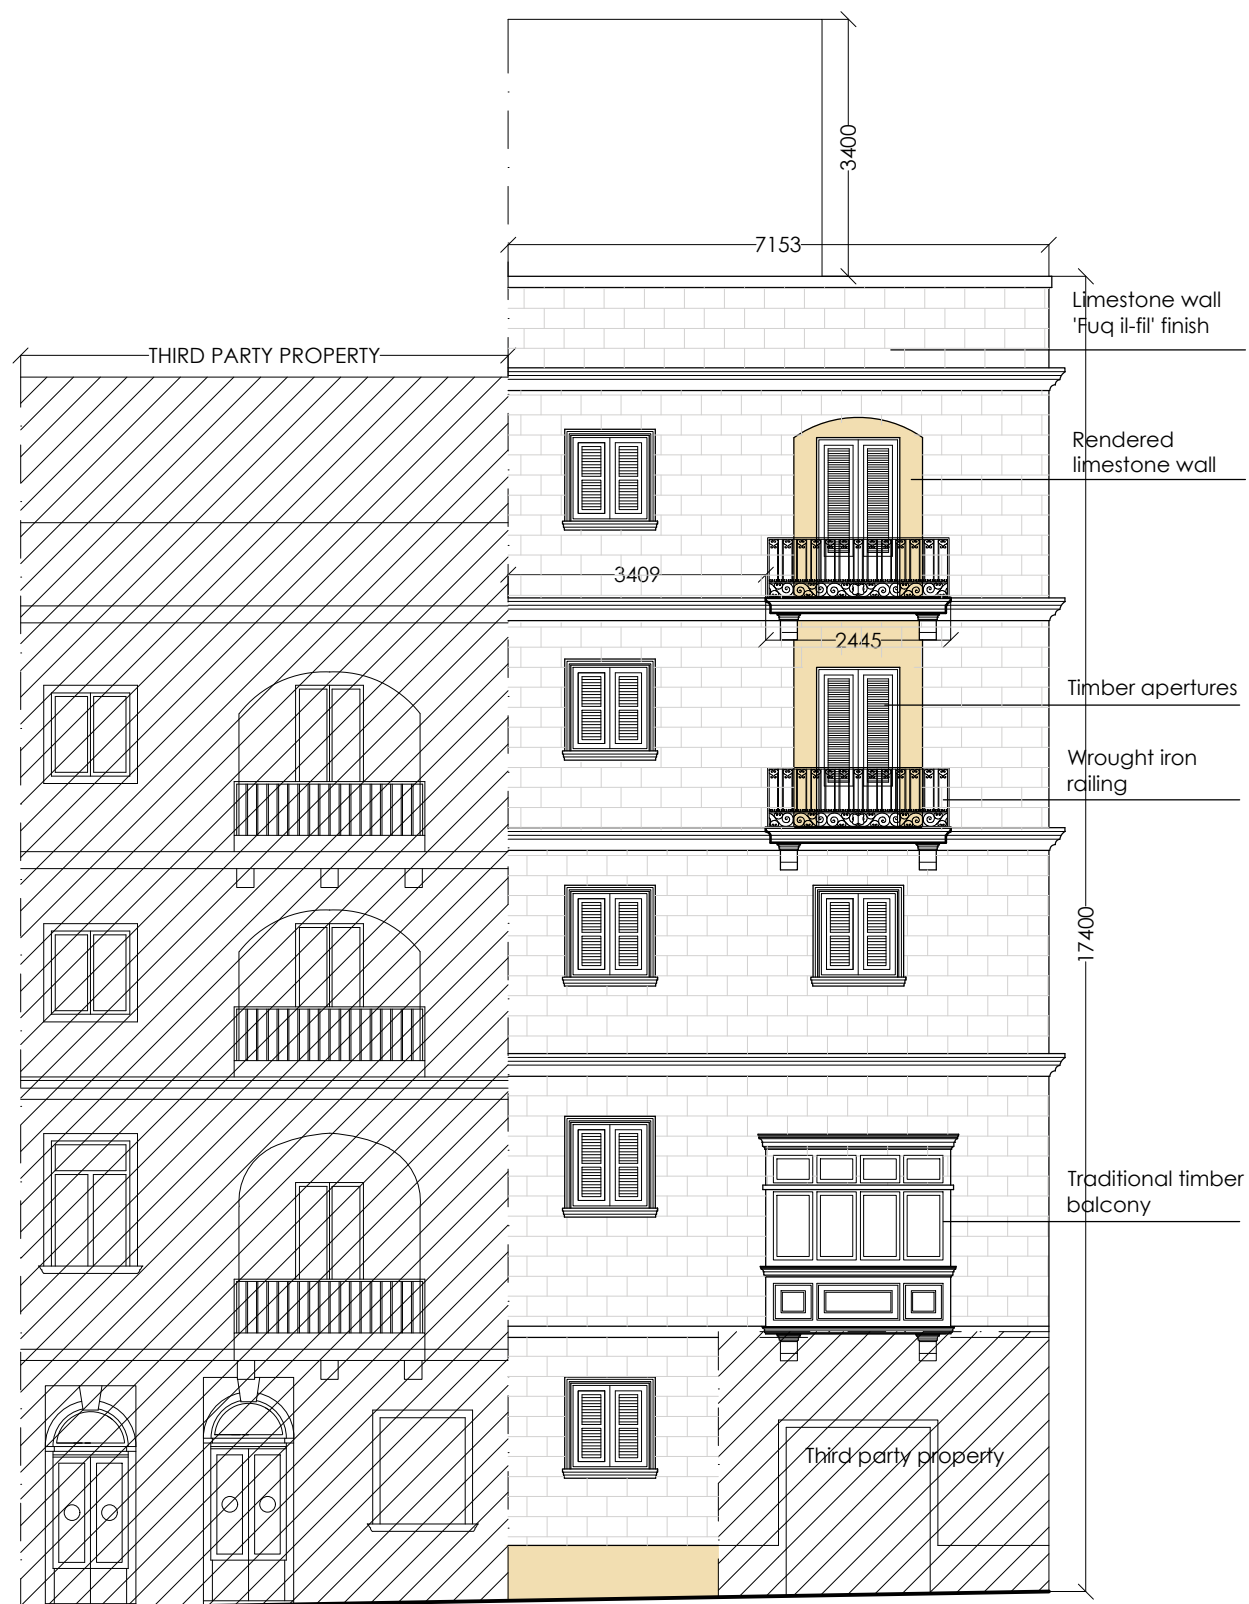 3400
7153
Limestone wall
'Fuq il-fil' finish
THIRD PARTY PROPERTY
Rendered
limestone wall
3409
2445
Timber apertures
Wrought iron
railing
17400
Traditional timber
balcony
Third party property